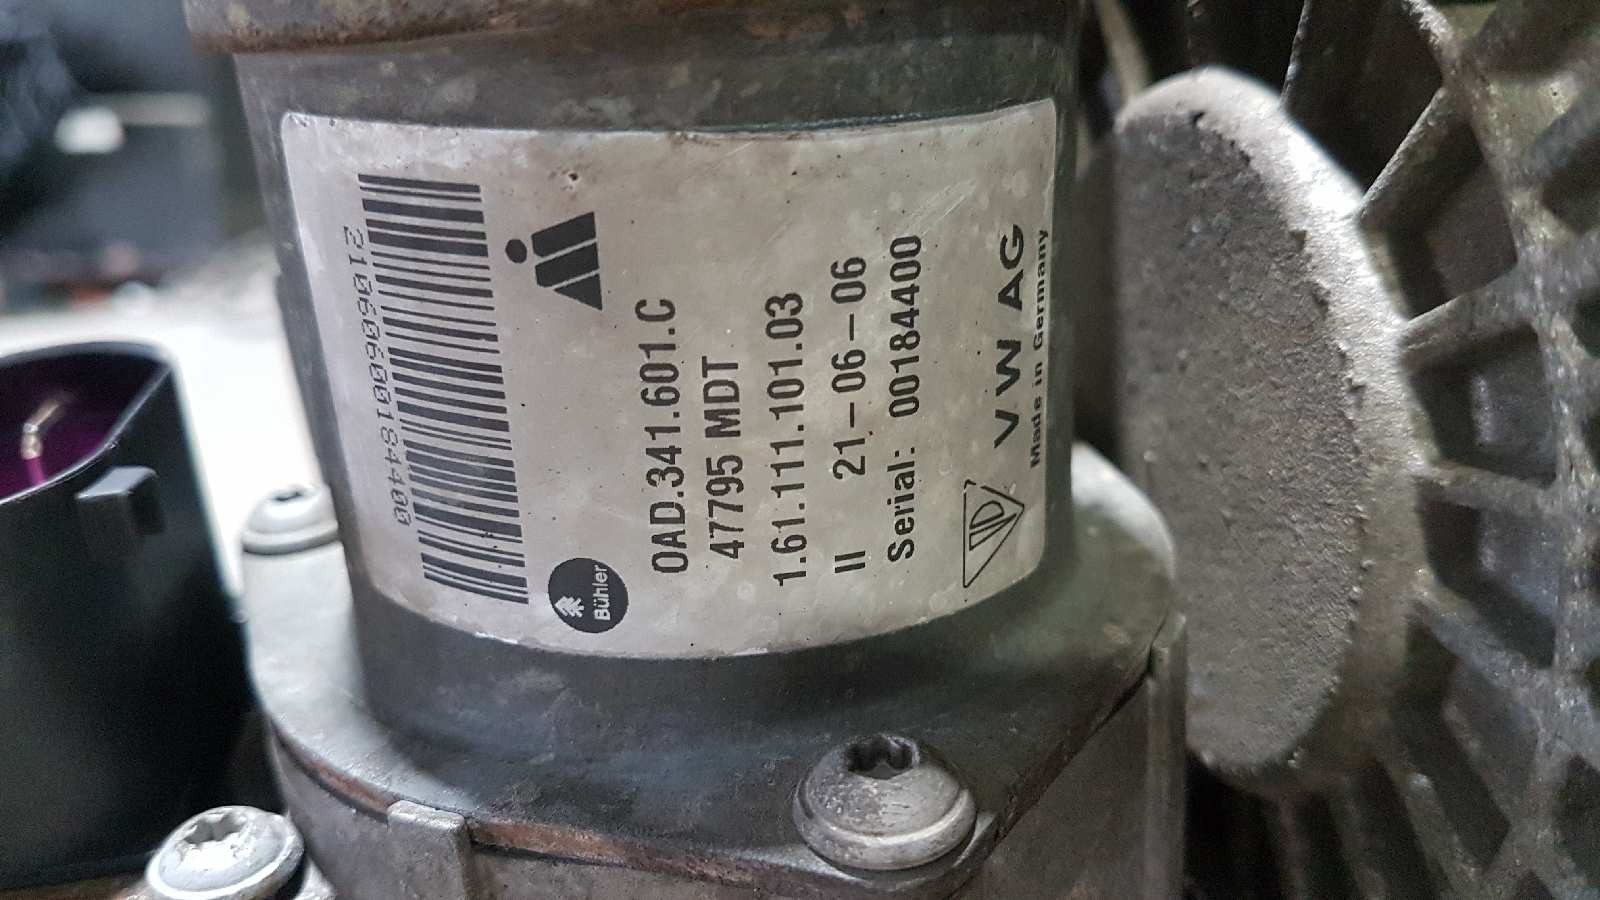 21060600184400
Bühler
0AD.341.601.C
47795 MDT
1.61.111.101.03
II 21-06-06
Serial: 00184400
VW AG
Made in Germany